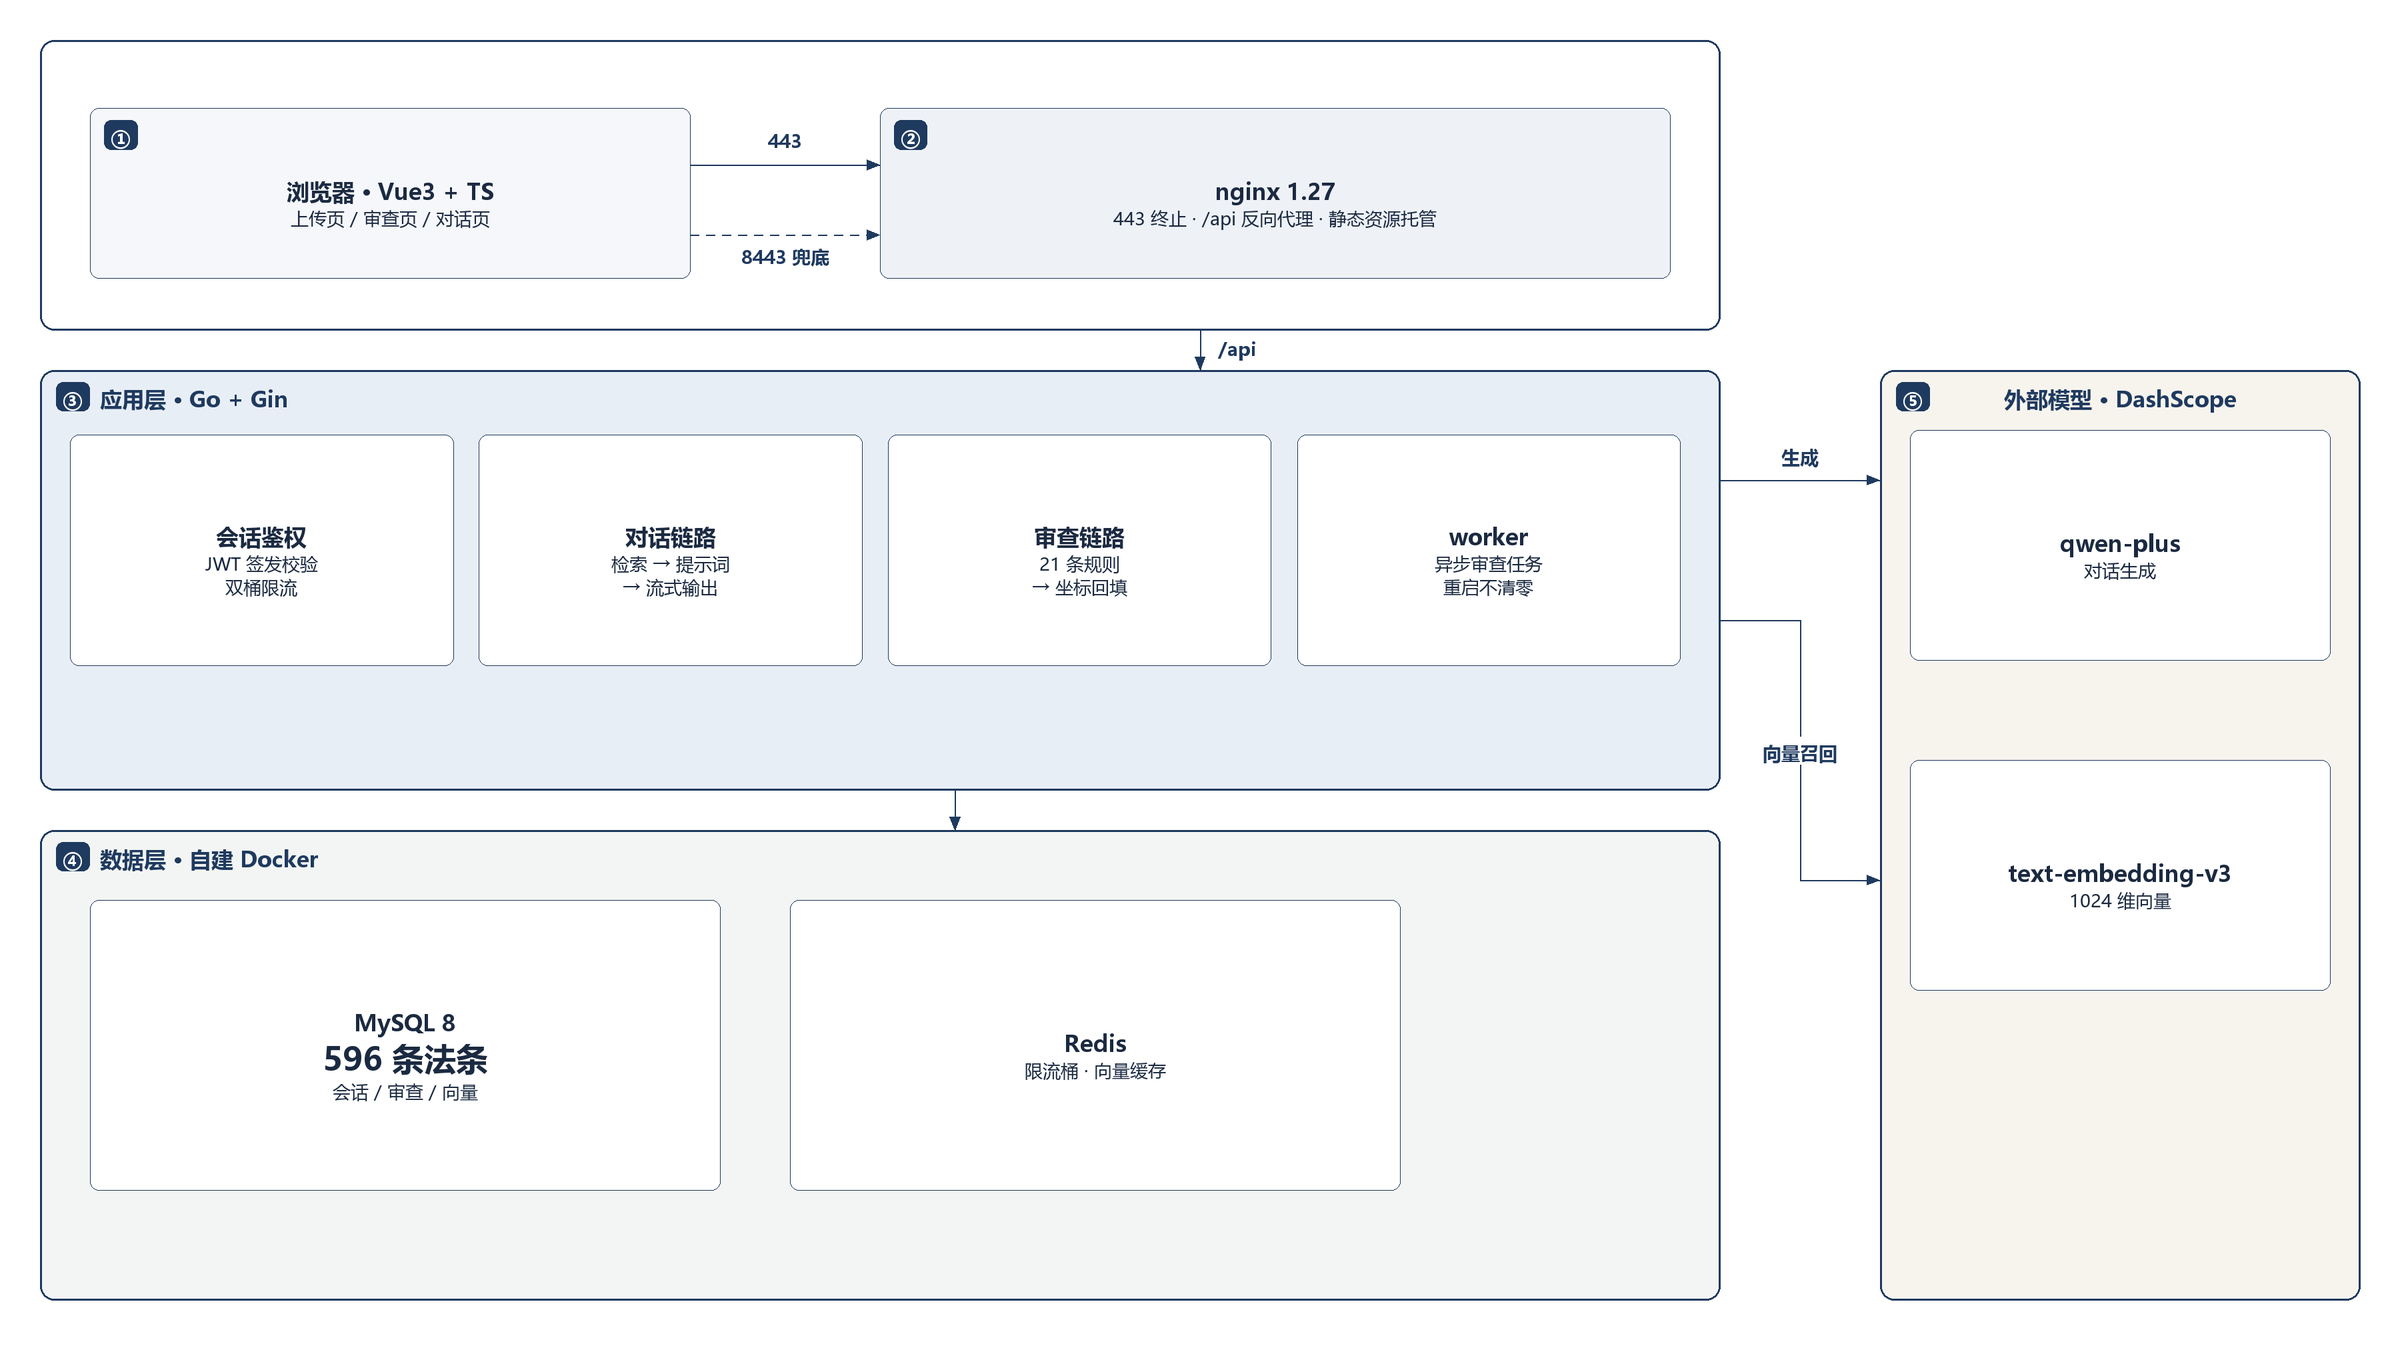 ①
浏览器 • Vue3 + TS
上传页 / 审查页 / 对话页
443
8443 兜底
②
nginx 1.27
443 终止 · /api 反向代理 · 静态资源托管
/api
③ 应用层 • Go + Gin
会话鉴权
JWT 签发校验
双桶限流
对话链路
检索 → 提示词
→ 流式输出
审查链路
21 条规则
→ 坐标回填
worker
异步审查任务
重启不清零
生成
向量召回
④ 数据层 • 自建 Docker
MySQL 8
596 条法条
会话 / 审查 / 向量
Redis
限流桶 · 向量缓存
⑤ 外部模型 • DashScope
qwen-plus
对话生成
text-embedding-v3
1024 维向量